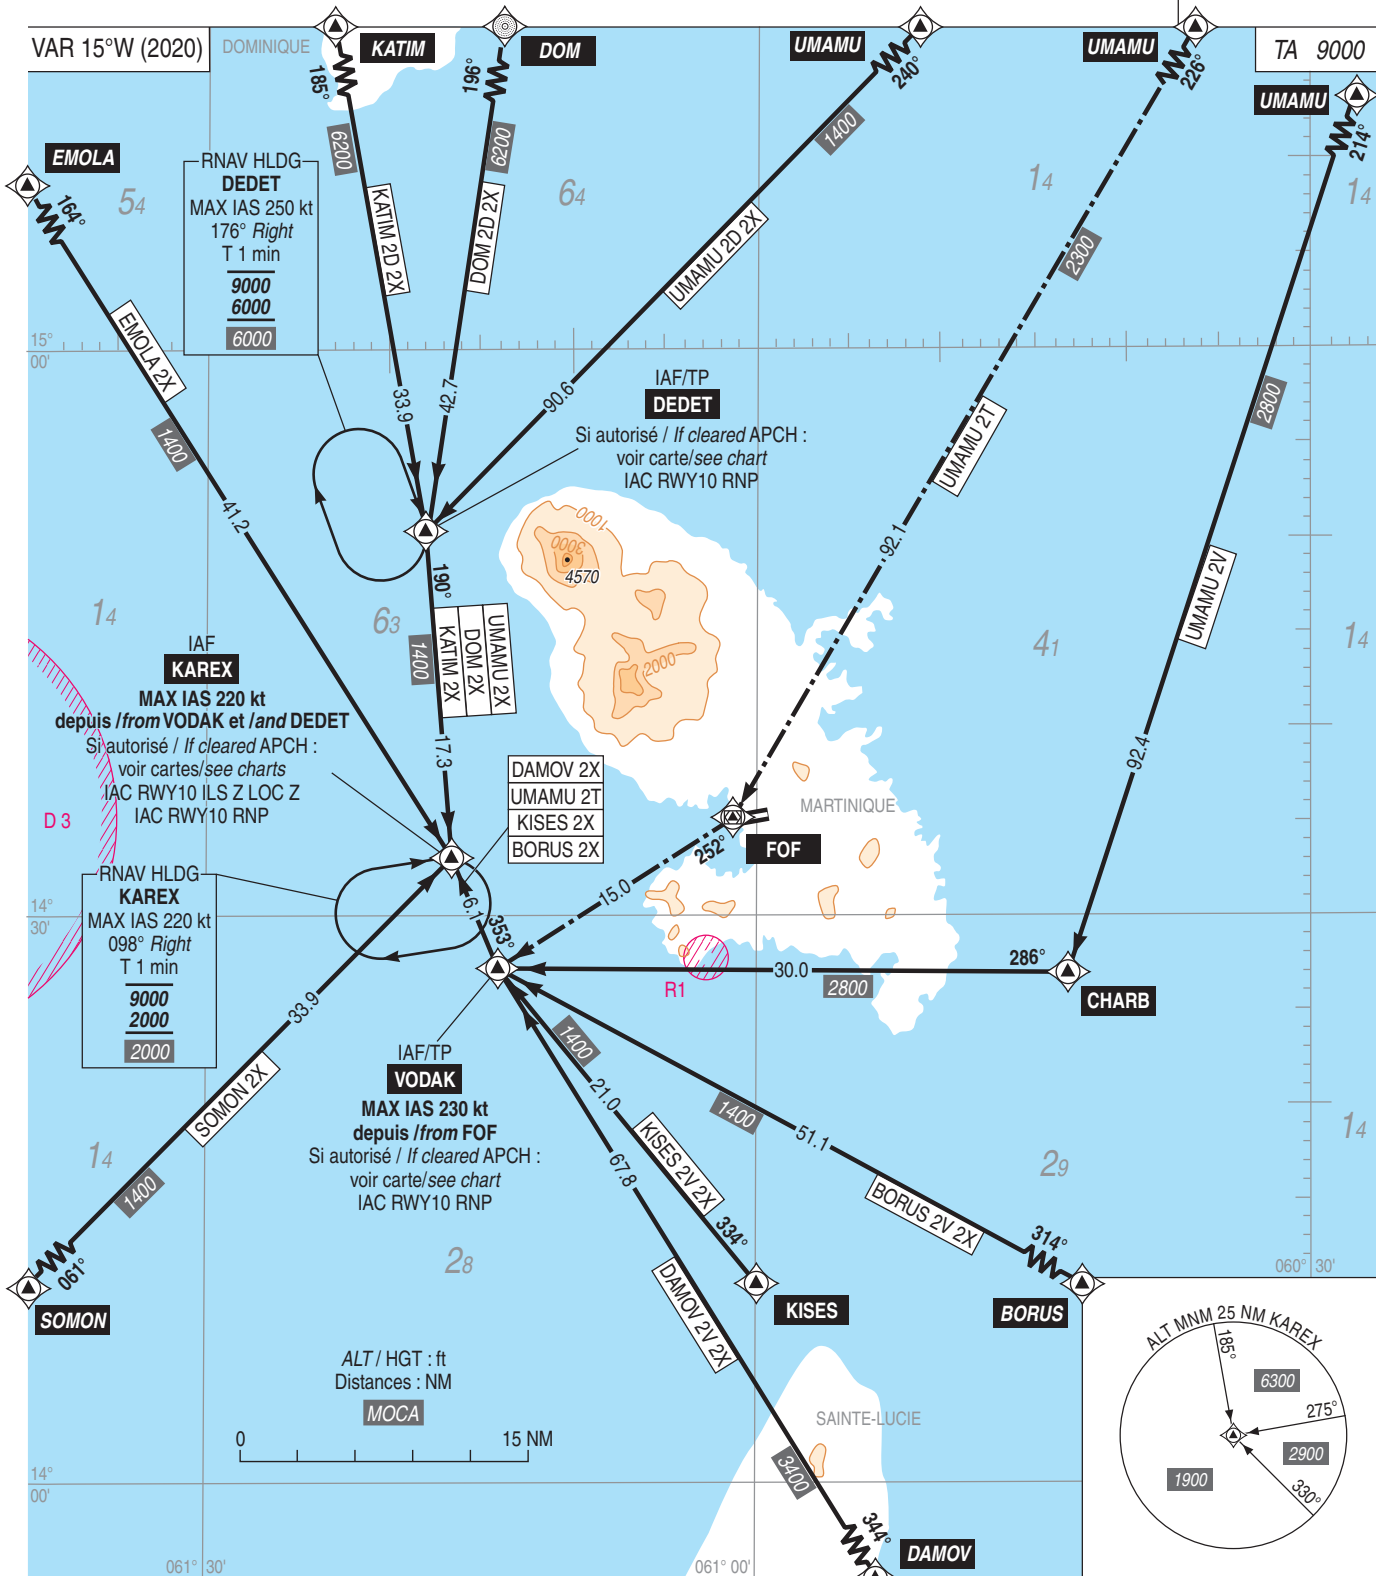 VAR 15°W (2020)
DOMINIQUE
KATIM
DOM
UMAMU
UMAMU
TA 9000
UMAMU
185°
196°
240°
226°
214°
EMOLA
164°
54
RNAV HLDG
DEDET
MAX IAS 250 kt
176° Right
T 1 min
9000
6000
6000
6200
6200
64
1400
14
14
KATIM 2D 2X
DOM 2D 2X
UMAMU 2D 2X
2300
EMOLA 2X
15°
00'
1400
33.9
42.7
90.6
IAF/TP
DEDET
Si autorisé / If cleared APCH :
voir carte/see chart
IAC RWY10 RNP
UMAMU 2T
2800
41.2
92.1
1000
3000
4570
2000
190°
1400
KATIM 2X
DOM 2X
UMAMU 2X
17.3
63
14
41
14
UMAMU 2V
92.4
IAF
KAREX
MAX IAS 220 kt
depuis /from VODAK et /and DEDET
Si autorisé / If cleared APCH :
voir cartes/see charts
IAC RWY10 ILS Z LOC Z
IAC RWY10 RNP
D 3
DAMOV 2X
UMAMU 2T
KISES 2X
BORUS 2X
MARTINIQUE
FOF
252°
15.0
RNAV HLDG
KAREX
MAX IAS 220 kt
098° Right
T 1 min
9000
2000
2000
14°
30'
6.1
353°
R1
30.0
2800
286°
CHARB
33.9
SOMON 2X
1400
061°
SOMON
14
IAF/TP
VODAK
MAX IAS 230 kt
depuis /from FOF
Si autorisé / If cleared APCH :
voir carte/see chart
IAC RWY10 RNP
1400
21.0
KISES 2V 2X
334°
KISES
1400
51.1
BORUS 2V 2X
314°
BORUS
67.8
DAMOV 2V 2X
3400
344°
DAMOV
28
29
14
060° 30'
ALT / HGT : ft
Distances : NM
MOCA
0 15 NM
SAINTE-LUCIE
14°
00'
061° 30'
061° 00'
ALT MNM 25 NM KAREX
185°
6300
275°
2900
1900
330°